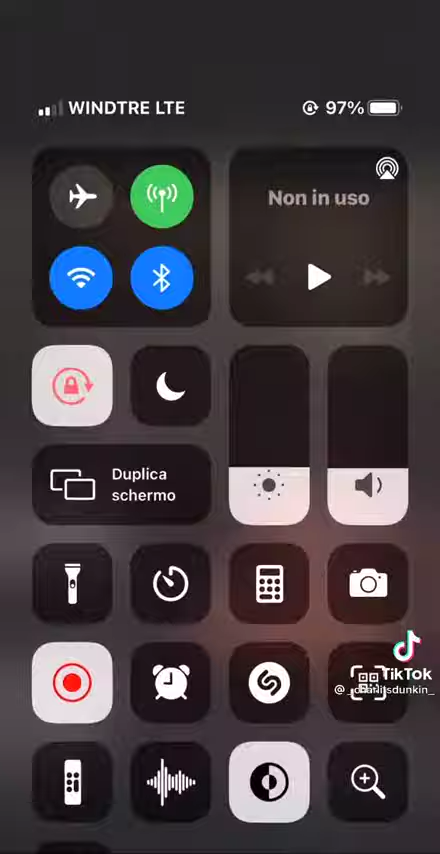 WINDTRE LTE
97%
Non in uso
Duplica
schermo
TikTok